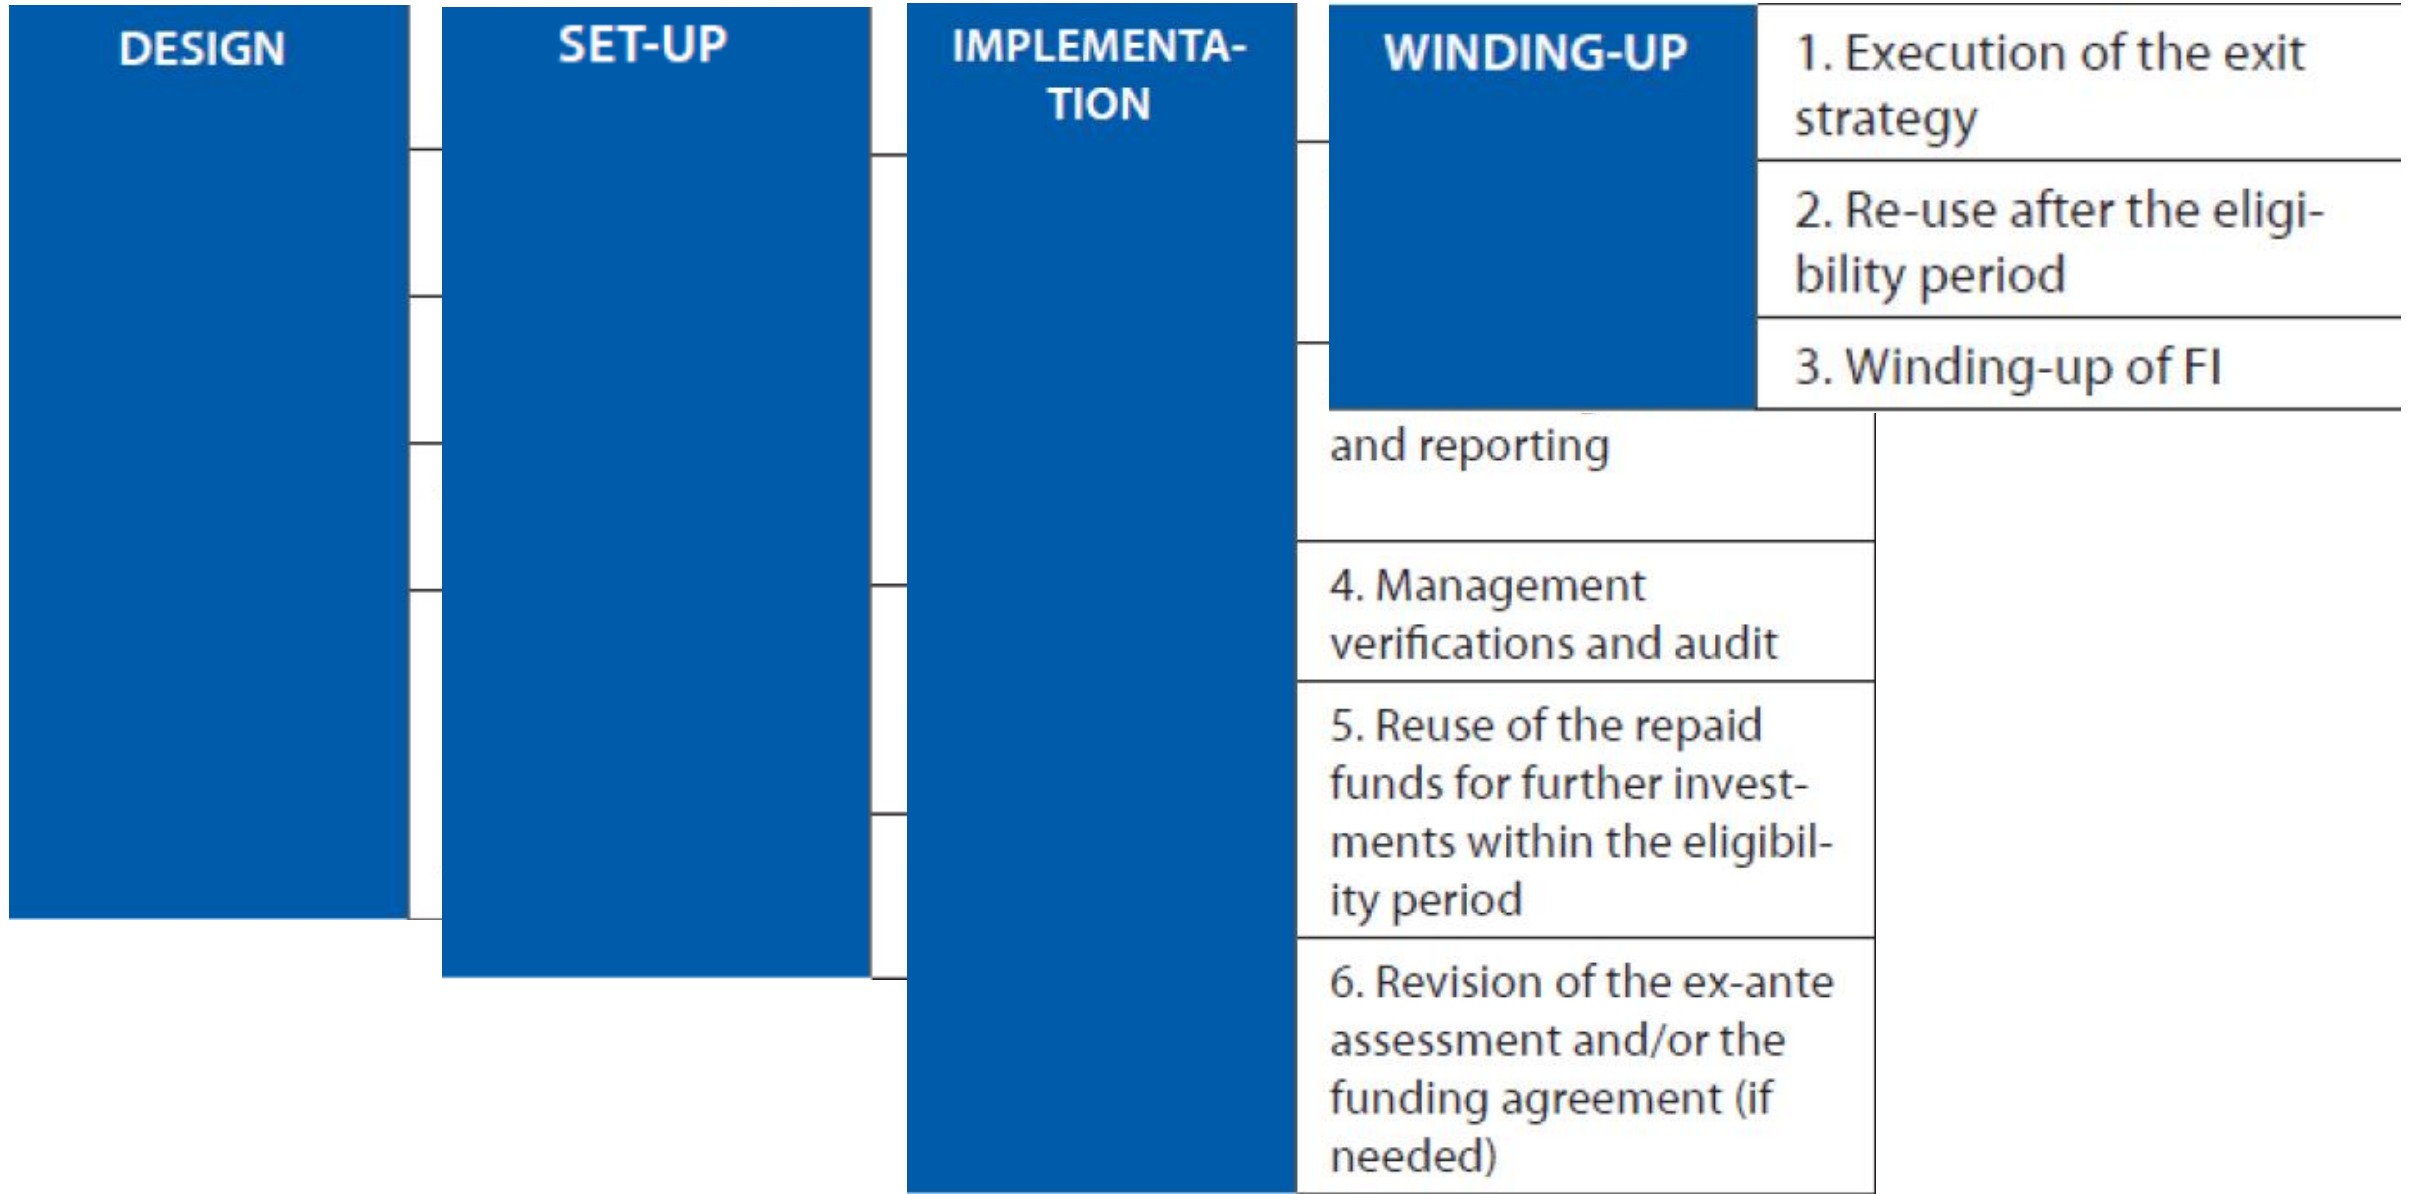 DESIGN
SET-UP
IMPLEMENTA-
TION
WINDING-UP
1. Execution of the exit
strategy
2. Re-use after the eligi-
bility period
3. Winding-up of FI
and reporting
4. Management
verifications and audit
5. Reuse of the repaid
funds for further invest-
ments within the eligibil-
ity period
6. Revision of the ex-ante
assessment and/or the
funding agreement (if
needed)